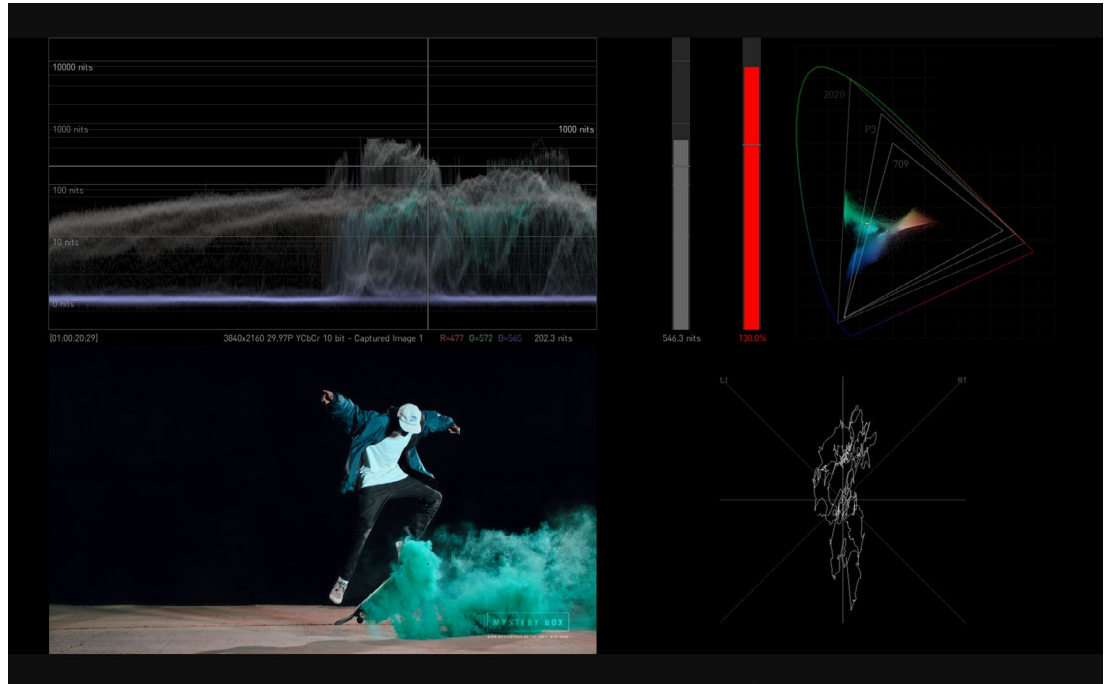 10000 nits
1000 nits
1000 nits
100 nits
10 nits
0 nits
2020
P3
709
[01:00:20:29]
3840x2160 29.97P YCbCr 10 bit - Captured Image 1
R=477 G=572 B=565
202.3 nits
546.3 nits
130.0%
L1
R1
MYSTERY BOX